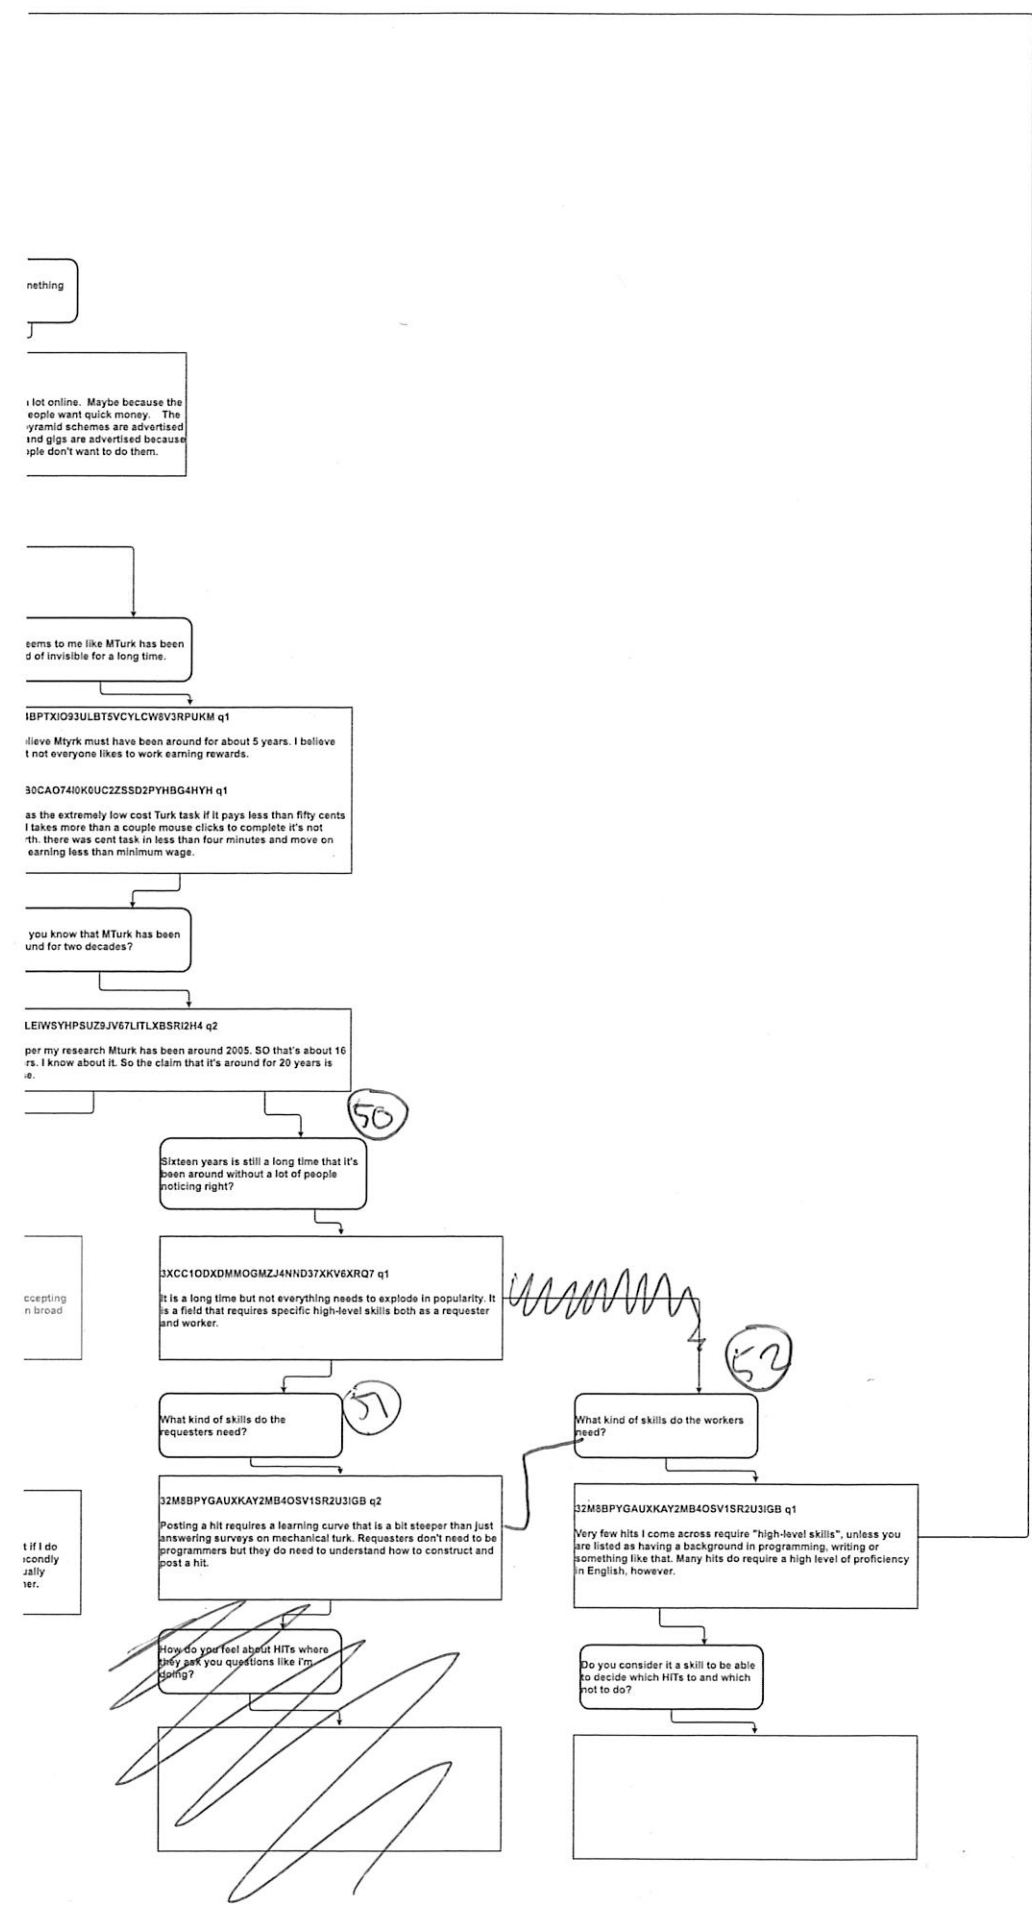 nething
lot online. Maybe because the
eople want quick money. The
yramid schemes are advertised
and gigs are advertised because
ople don't want to do them.
eems to me like MTurk has been
d of invisible for a long time.
BPTXIO93ULBT5VCYLCW8V3RPUKM q1
lieve Mtyrk must have been around for about 5 years. I believe
t not everyone likes to work earning rewards.
B0CAO74I0K0UC2ZSSD2PYHBG4HYH q1
as the extremely low cost Turk task if it pays less than fifty cents
I takes more than a couple mouse clicks to complete it's not
rth. there was cent task in less than four minutes and move on
earning less than minimum wage.
you know that MTurk has been
und for two decades?
LEIWSYHPSUZ9JV67LITLXBSRI2H4 q2
per my research Mturk has been around 2005. SO that's about 16
rs. I know about it. So the claim that it's around for 20 years is
e.
50
Sixteen years is still a long time that it's
been around without a lot of people
noticing right?
ccepting
n broad
3XCC1ODXDMMOGMZJ4NND37XKV6XRQ7 q1
It is a long time but not everything needs to explode in popularity. It
is a field that requires specific high-level skills both as a requester
and worker.
52
51
What kind of skills do the
requesters need?
What kind of skills do the workers
need?
t if I do
condly
ually
er.
32M8BPYGAUXKAY2MB4OSV1SR2U3IGB q2
Posting a hit requires a learning curve that is a bit steeper than just
answering surveys on mechanical turk. Requesters don't need to be
programmers but they do need to understand how to construct and
post a hit.
32M8BPYGAUXKAY2MB4OSV1SR2U3IGB q1
Very few hits I come across require "high-level skills", unless you
are listed as having a background in programming, writing or
something like that. Many hits do require a high level of proficiency
in English, however.
How do you feel about HITs where
they ask you questions like i'm
doing?
Do you consider it a skill to be able
to decide which HITs to and which
not to do?